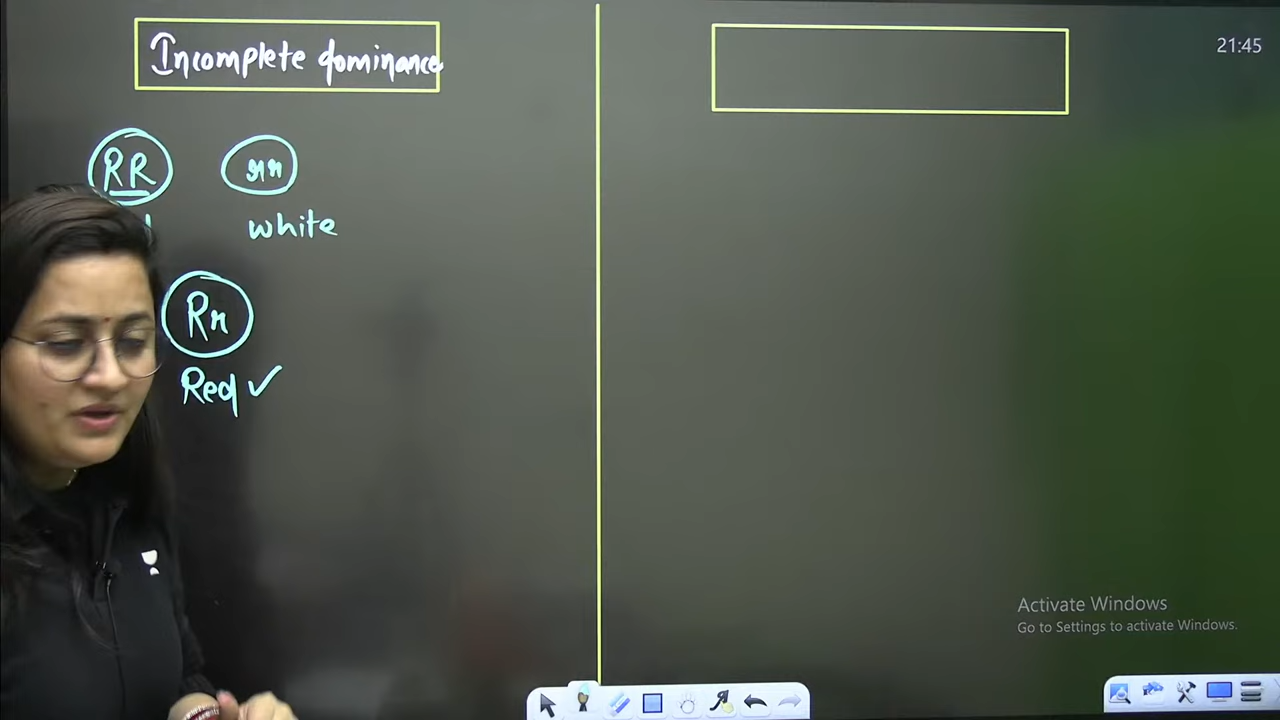 Incomplete dominance
21:45
RR rr
white
Rr
Red ✓
Activate Windows
Go to Settings to activate Windows.